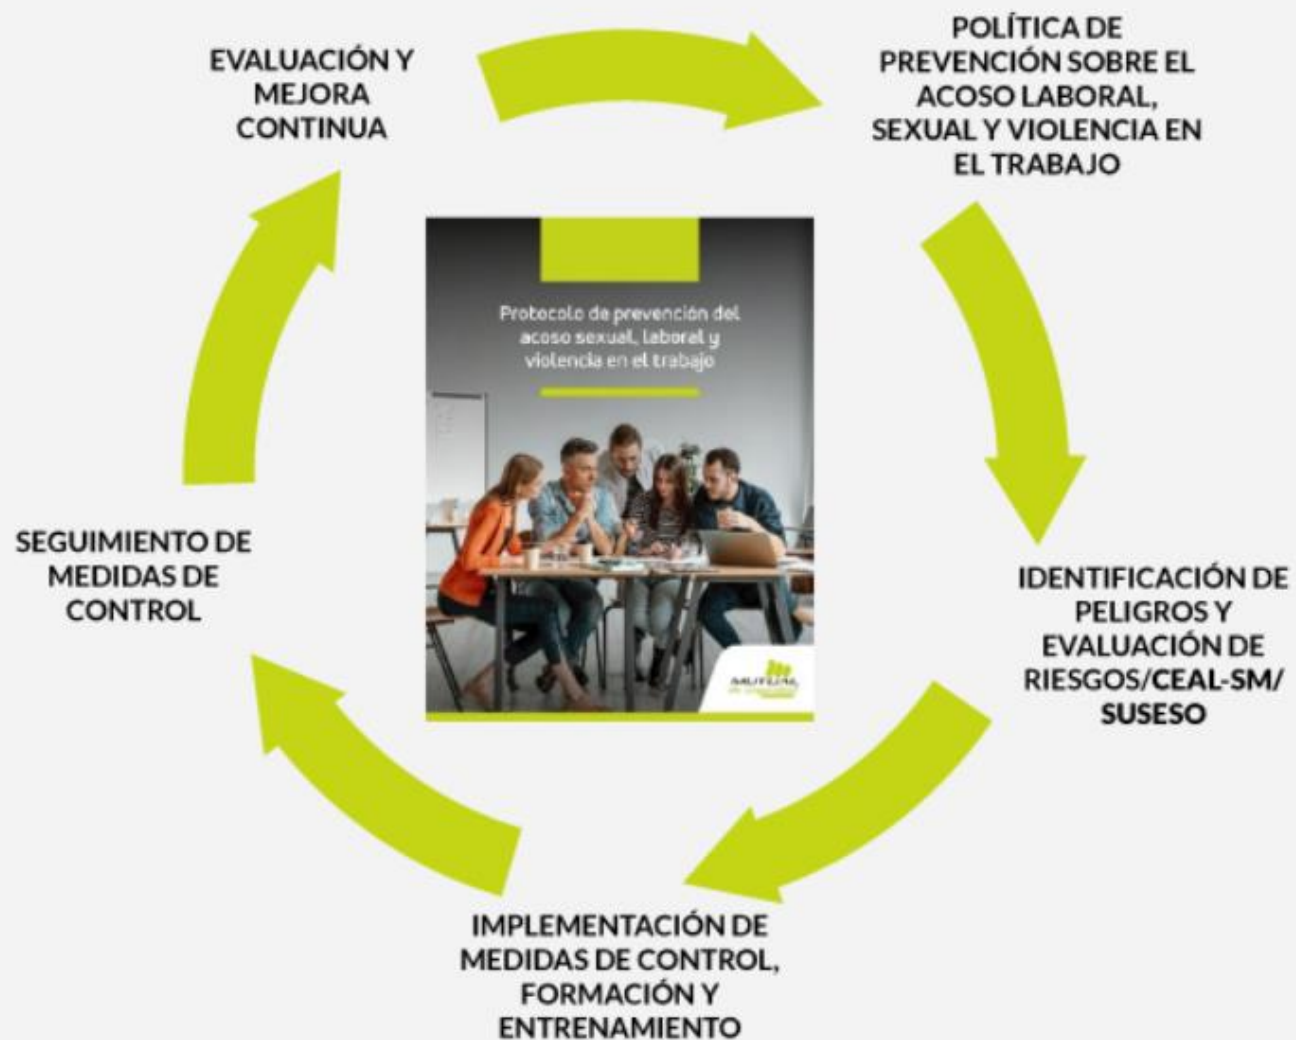 EVALUACIÓN Y
MEJORA
CONTINUA
POLÍTICA DE
PREVENCIÓN SOBRE EL
ACOSO LABORAL,
SEXUAL Y VIOLENCIA EN
EL TRABAJO
Protocolo de prevención del
acoso sexual, laboral y
violencia en el trabajo
MUTUAL
SEGUIMIENTO DE
MEDIDAS DE
CONTROL
IDENTIFICACIÓN DE
PELIGROS Y
EVALUACIÓN DE
RIESGOS/CEAL-SM/
SUSESO
IMPLEMENTACIÓN DE
MEDIDAS DE CONTROL,
FORMACIÓN Y
ENTRENAMIENTO